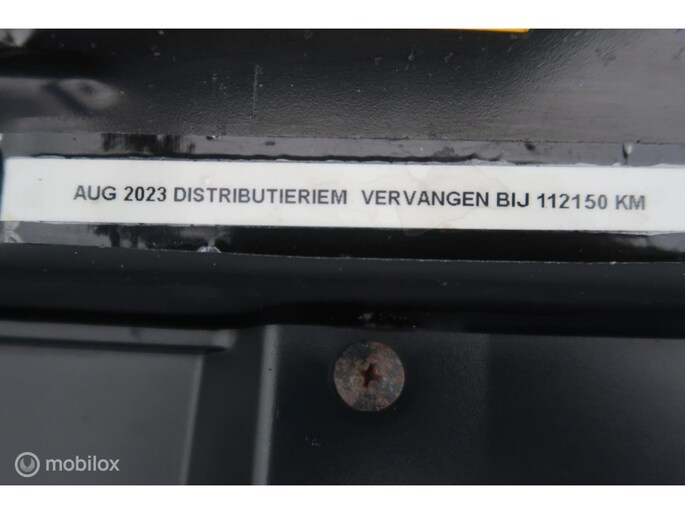 AUG 2023 DISTRIBUTIERIEM VERVANGEN BIJ 112150 KM
mobilox